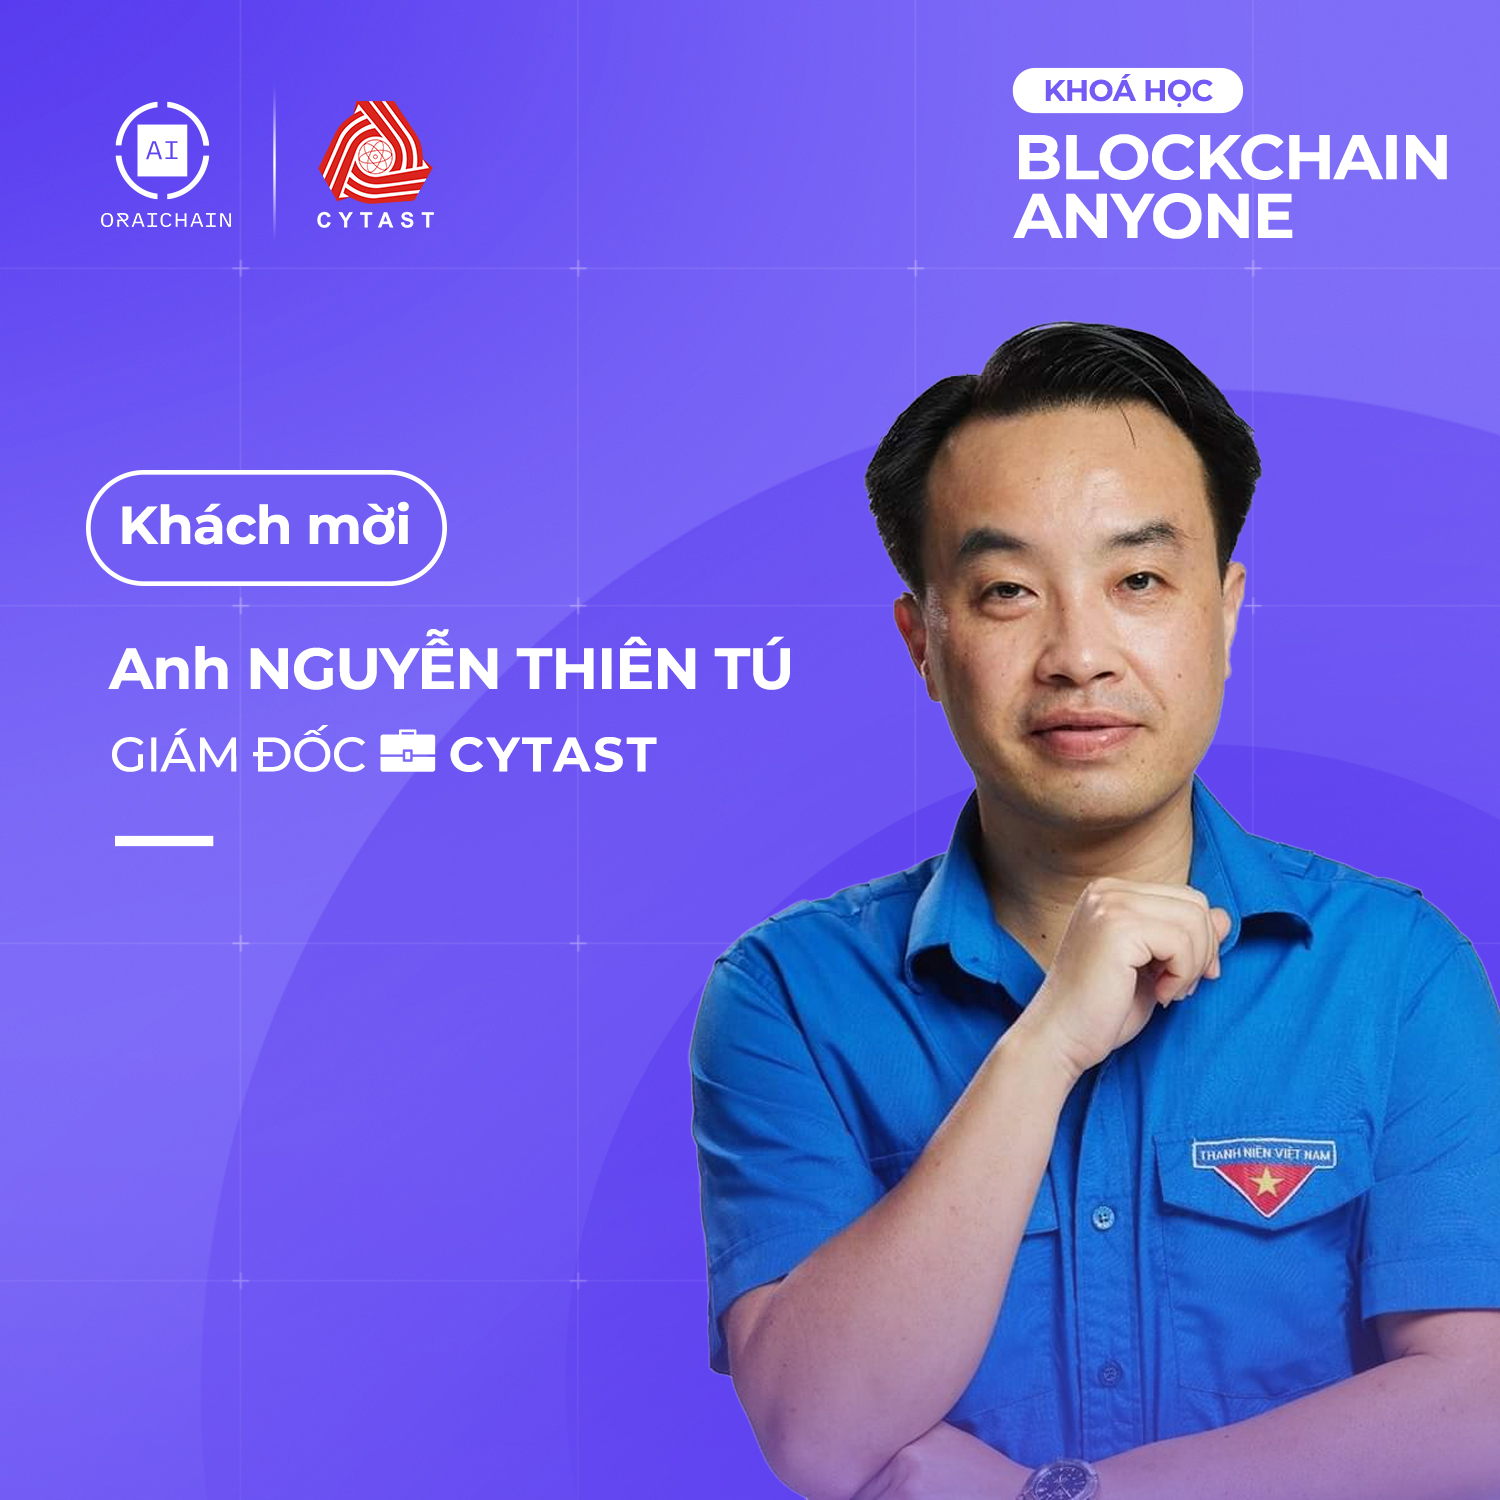 AI
ORAICHAIN
CYTAST
KHOÁ HỌC
BLOCKCHAIN
ANYONE
Khách mời
Anh NGUYỄN THIÊN TÚ
GIÁM ĐỐC CYTAST
THANH NIÊN VIỆT NAM